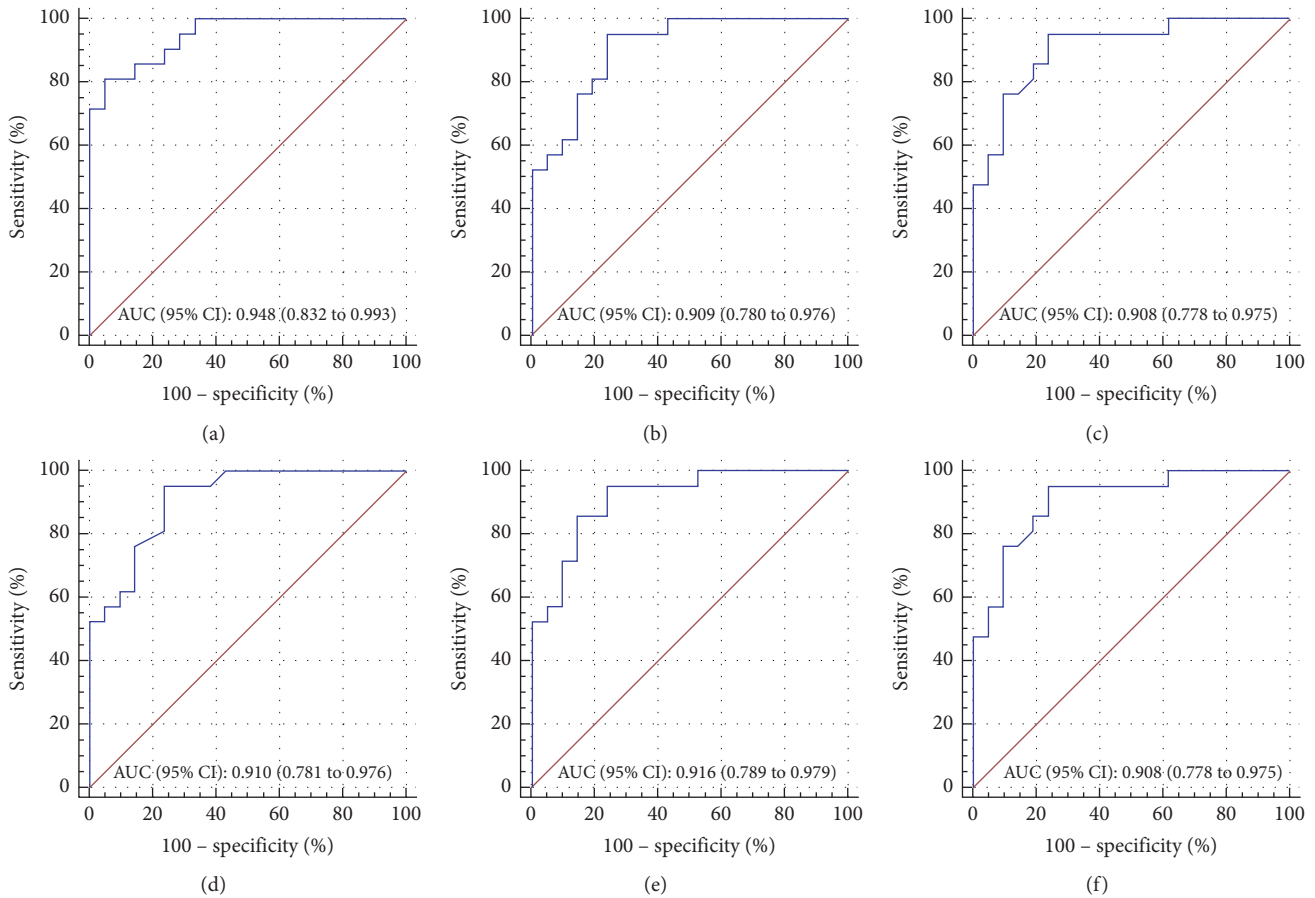 100
80
60
40
20
0
Sensitivity (%)
AUC (95% CI): 0.948 (0.832 to 0.993)
0 20 40 60 80 100
100 – specificity (%)
(a)
100
80
60
40
20
0
Sensitivity (%)
AUC (95% CI): 0.909 (0.780 to 0.976)
0 20 40 60 80 100
100 – specificity (%)
(b)
100
80
60
40
20
0
Sensitivity (%)
AUC (95% CI): 0.908 (0.778 to 0.975)
0 20 40 60 80 100
100 – specificity (%)
(c)
100
80
60
40
20
0
Sensitivity (%)
AUC (95% CI): 0.910 (0.781 to 0.976)
0 20 40 60 80 100
100 – specificity (%)
(d)
100
80
60
40
20
0
Sensitivity (%)
AUC (95% CI): 0.916 (0.789 to 0.979)
0 20 40 60 80 100
100 – specificity (%)
(e)
100
80
60
40
20
0
Sensitivity (%)
AUC (95% CI): 0.908 (0.778 to 0.975)
0 20 40 60 80 100
100 – specificity (%)
(f)